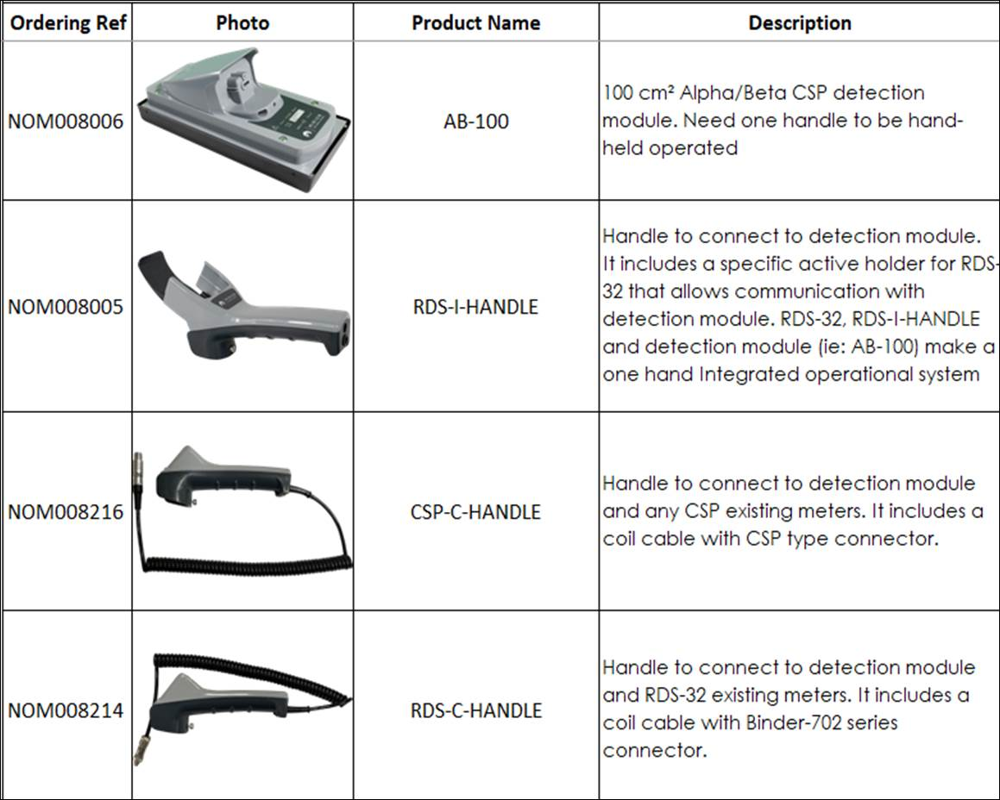 Ordering Ref Photo Product Name Description
NOM008006 AB-100
100 cm² Alpha/Beta CSP detection
module. Need one handle to be hand-
held operated
NOM008005 RDS-I-HANDLE
Handle to connect to detection module.
It includes a specific active holder for RDS-
32 that allows communication with
detection module. RDS-32, RDS-I-HANDLE
and detection module (ie: AB-100) make a
one hand Integrated operational system
NOM008216 CSP-C-HANDLE
Handle to connect to detection module
and any CSP existing meters. It includes a
coil cable with CSP type connector.
NOM008214 RDS-C-HANDLE
Handle to connect to detection module
and RDS-32 existing meters. It includes a
coil cable with Binder-702 series
connector.